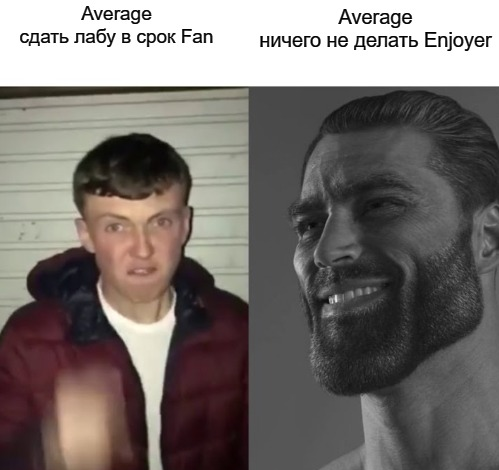 Average
сдать лабу в срок Fan
Average
ничего не делать Enjoyer